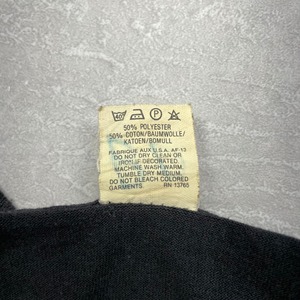 40 P A
50% POLYESTER
50% COTON/BAUMWOLLE/
KATOEN/BOMULL
FABRIQUE AUX U.S.A. AF-13
DO NOT DRY CLEAN OR
IRON IF DECORATED.
MACHINE WASH WARM,
TUMBLE DRY MEDIUM.
DO NOT BLEACH COLORED
GARMENTS RN 13765